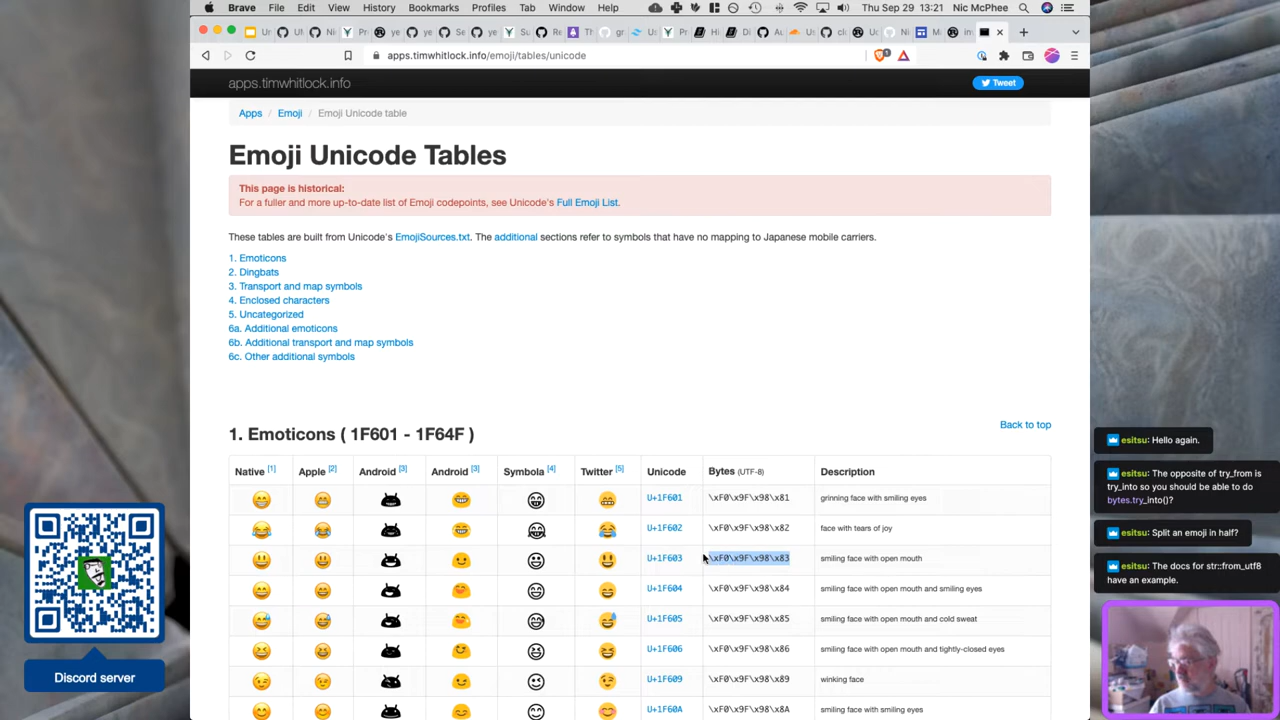 Brave File Edit View History Bookmarks Profiles Tab Window Help Thu Sep 29 13:21 Nic McPhee
apps.timwhitlock.info/emoji/tables/unicode
apps.timwhitlock.info
Tweet
Apps / Emoji / Emoji Unicode table
Emoji Unicode Tables
This page is historical:
For a fuller and more up-to-date list of Emoji codepoints, see Unicode's Full Emoji List.
These tables are built from Unicode's EmojiSources.txt. The additional sections refer to symbols that have no mapping to Japanese mobile carriers.
1. Emoticons
2. Dingbats
3. Transport and map symbols
4. Enclosed characters
5. Uncategorized
6a. Additional emoticons
6b. Additional transport and map symbols
6c. Other additional symbols
Back to top
1. Emoticons ( 1F601 - 1F64F )
Native [1] Apple [2] Android [3] Android [3] Symbola [4] Twitter [5] Unicode Bytes (UTF-8) Description
U+1F601 \xF0\x9F\x98\x81 grinning face with smiling eyes
U+1F602 \xF0\x9F\x98\x82 face with tears of joy
U+1F603 \xF0\x9F\x98\x83 smiling face with open mouth
U+1F604 \xF0\x9F\x98\x84 smiling face with open mouth and smiling eyes
U+1F605 \xF0\x9F\x98\x85 smiling face with open mouth and cold sweat
U+1F606 \xF0\x9F\x98\x86 smiling face with open mouth and tightly-closed eyes
U+1F609 \xF0\x9F\x98\x89 winking face
U+1F60A \xF0\x9F\x98\x8A smiling face with smiling eyes
esitsu: Hello again.
esitsu: The opposite of try_from is
try_into so you should be able to do
bytes.try_into()?
esitsu: Split an emoji in half?
esitsu: The docs for str::from_utf8
have an example.
Discord server